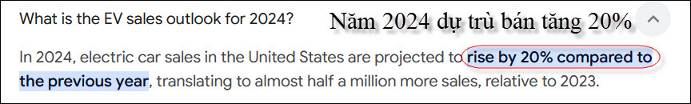 What is the EV sales outlook for 2024? Năm 2024 dự trù bán tăng 20%
In 2024, electric car sales in the United States are projected to rise by 20% compared to
the previous year, translating to almost half a million more sales, relative to 2023.